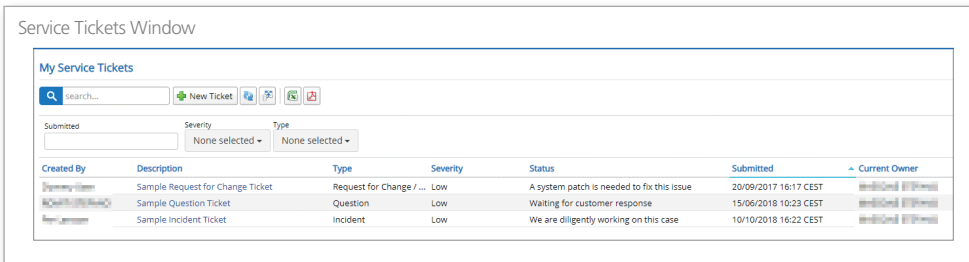 Service Tickets Window
My Service Tickets
search... New Ticket
Submitted Severity Type
None selected None selected
Created By Description Type Severity Status Submitted Current Owner
Sample Request for Change Ticket Request for Change / ... Low A system patch is needed to fix this issue 20/09/2017 16:17 CEST
Sample Question Ticket Question Low Waiting for customer response 15/06/2018 10:23 CEST
Sample Incident Ticket Incident Low We are diligently working on this case 10/10/2018 16:22 CEST